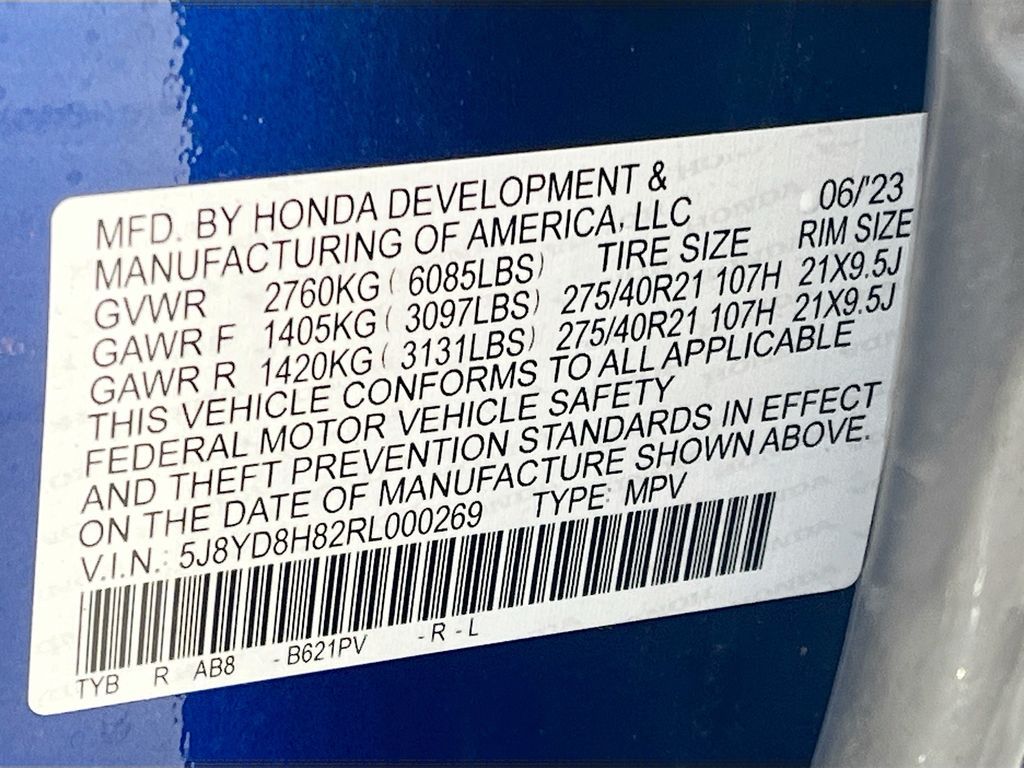 MFD. BY HONDA DEVELOPMENT & 06/'23
MANUFACTURING OF AMERICA, LLC
GVWR 2760KG ( 6085LBS) TIRE SIZE RIM SIZE
GAWR F 1405KG ( 3097LBS) 275/40R21 107H 21X9.5J
GAWR R 1420KG ( 3131LBS) 275/40R21 107H 21X9.5J
THIS VEHICLE CONFORMS TO ALL APPLICABLE
FEDERAL MOTOR VEHICLE SAFETY
AND THEFT PREVENTION STANDARDS IN EFFECT
ON THE DATE OF MANUFACTURE SHOWN ABOVE.
V.I.N.: 5J8YD8H82RL000269 TYPE: MPV
TYB R AB8 - B621PV - R - L